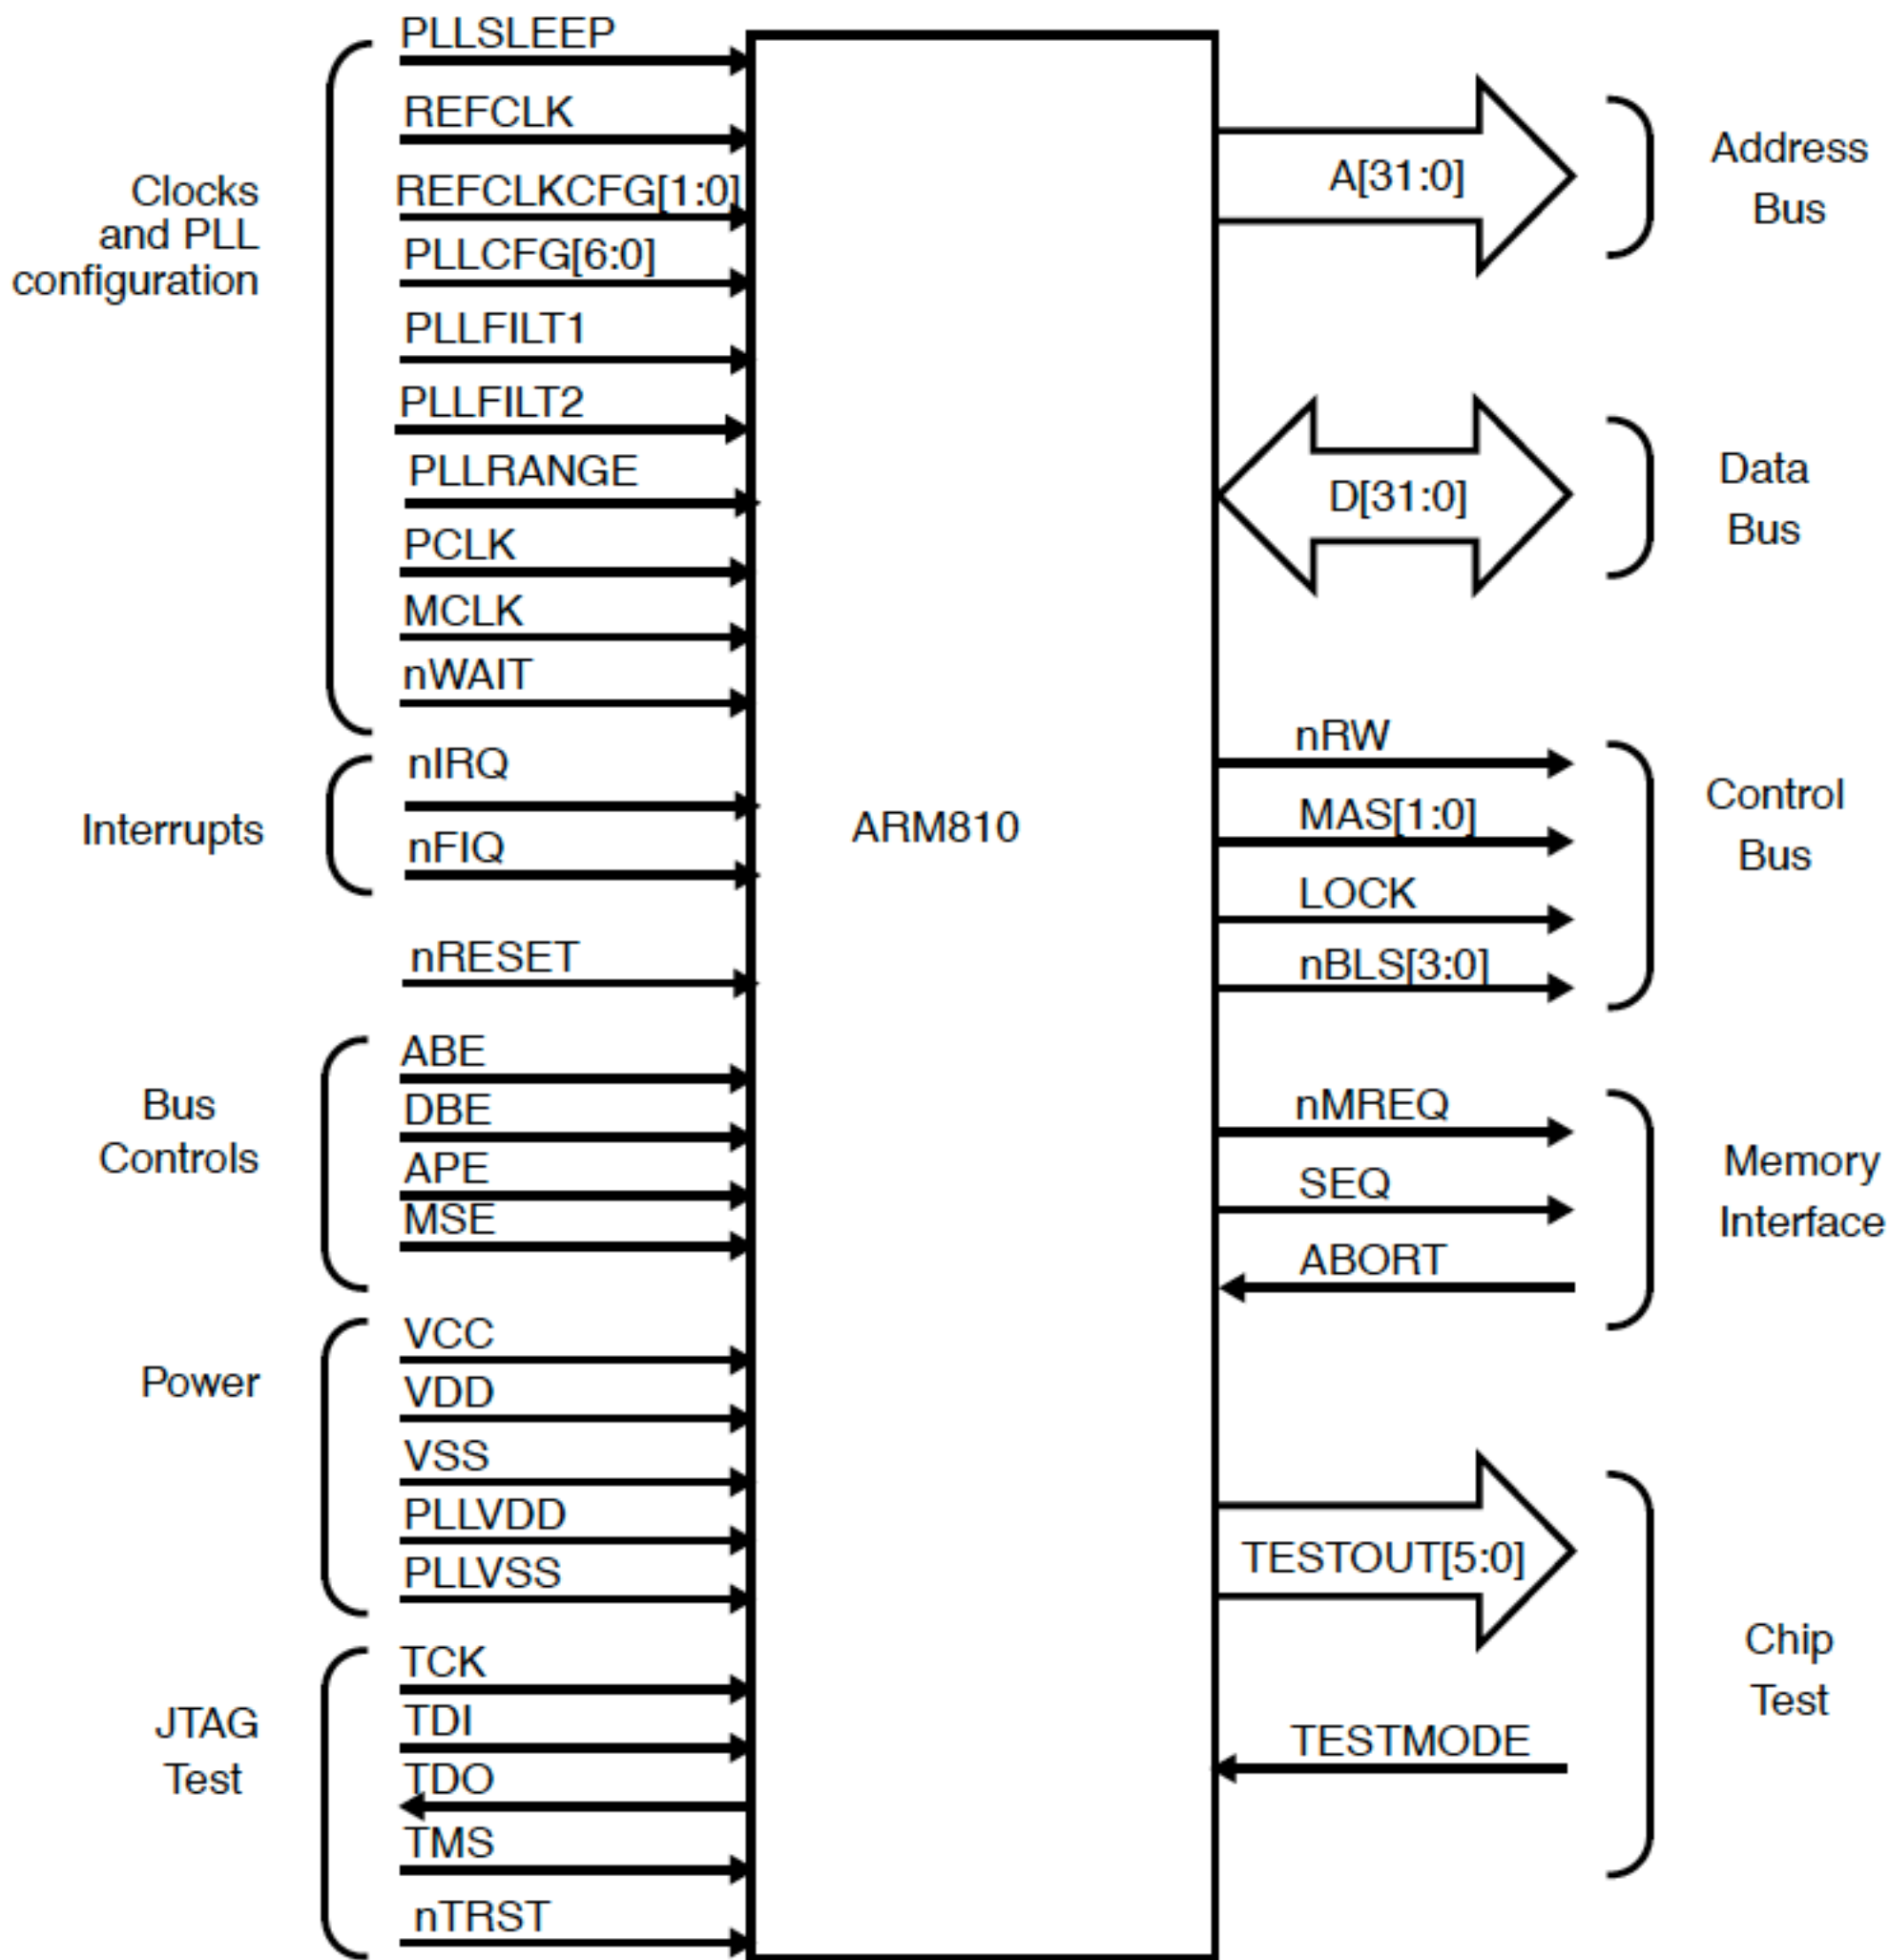 PLLSLEEP
REFCLK
REFCLKCFG[1:0]
PLLCFG[6:0]
PLLFILT1
PLLFILT2
PLLRANGE
PCLK
MCLK
nWAIT
Clocks
and PLL
configuration
nIRQ
nFIQ
Interrupts
nRESET
ABE
DBE
APE
MSE
Bus
Controls
VCC
VDD
VSS
PLLVDD
PLLVSS
Power
TCK
TDI
TDO
TMS
nTRST
JTAG
Test
ARM810
A[31:0]
Address
Bus
D[31:0]
Data
Bus
nRW
MAS[1:0]
LOCK
nBLS[3:0]
Control
Bus
nMREQ
SEQ
ABORT
Memory
Interface
TESTOUT[5:0]
TESTMODE
Chip
Test